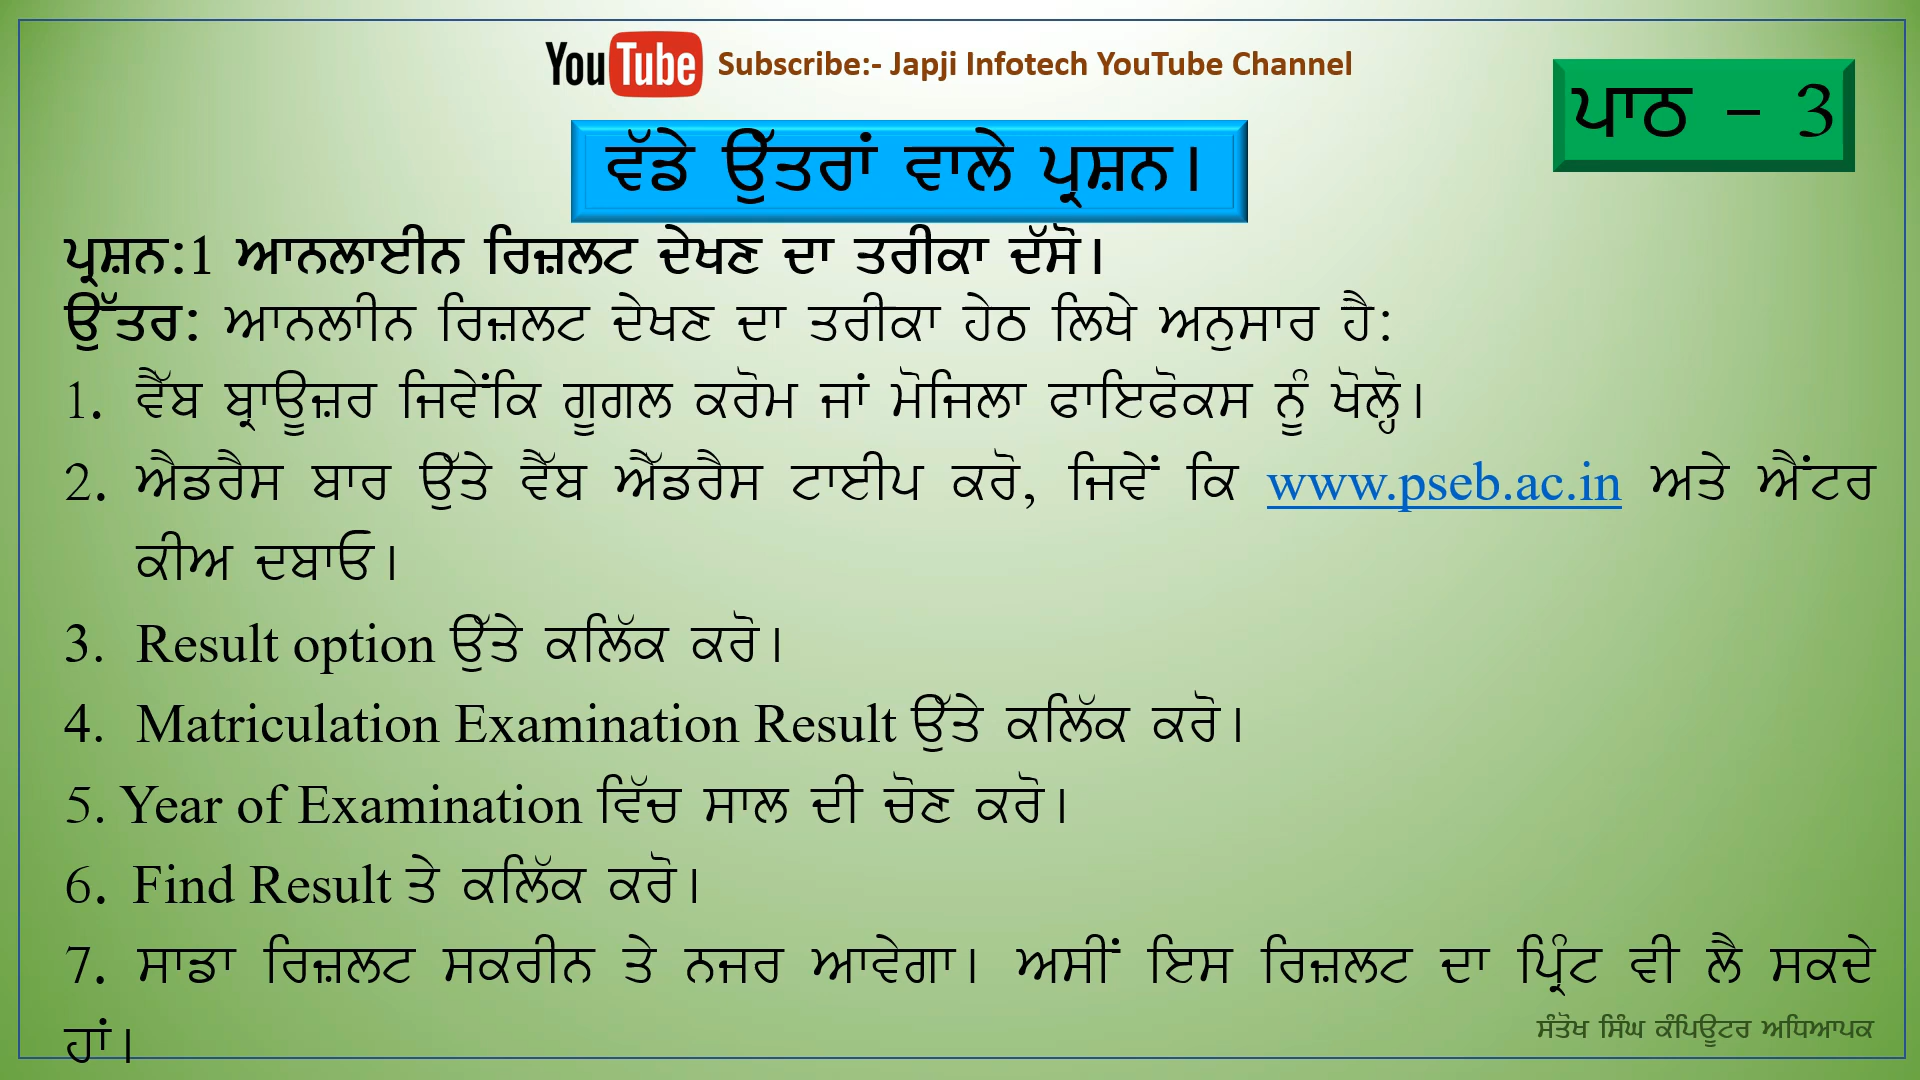 YouTube Subscribe:- Japji Infotech YouTube Channel
ਪਾਠ – 3
ਵੱਡੇ ਉੱਤਰਾਂ ਵਾਲੇ ਪ੍ਰਸ਼ਨ।
ਪ੍ਰਸ਼ਨ:1 ਆਨਲਾਈਨ ਰਿਜ਼ਲਟ ਦੇਖਣ ਦਾ ਤਰੀਕਾ ਦੱਸੋ।
ਉੱਤਰ: ਆਨਲਾੀਨ ਰਿਜ਼ਲਟ ਦੇਖਣ ਦਾ ਤਰੀਕਾ ਹੇਠ ਲਿਖੇ ਅਨੁਸਾਰ ਹੈ:
1. ਵੈੱਬ ਬ੍ਰਾਊਜ਼ਰ ਜਿਵੇਂਕਿ ਗੂਗਲ ਕਰੋਮ ਜਾਂ ਮੋਜਿਲਾ ਫਾਇਫੋਕਸ ਨੂੰ ਖੋਲ੍ਹੋ।
2. ਐਡਰੈਸ ਬਾਰ ਉੱਤੇ ਵੈੱਬ ਐੱਡਰੈਸ ਟਾਈਪ ਕਰੋ, ਜਿਵੇਂ ਕਿ www.pseb.ac.in ਅਤੇ ਐਂਟਰ
ਕੀਅ ਦਬਾਓ।
3. Result option ਉੱਤੇ ਕਲਿੱਕ ਕਰੋ।
4. Matriculation Examination Result ਉੱਤੇ ਕਲਿੱਕ ਕਰੋ।
5. Year of Examination ਵਿੱਚ ਸਾਲ ਦੀ ਚੋਣ ਕਰੋ।
6. Find Result ਤੇ ਕਲਿੱਕ ਕਰੋ।
7. ਸਾਡਾ ਰਿਜ਼ਲਟ ਸਕਰੀਨ ਤੇ ਨਜਰ ਆਵੇਗਾ। ਅਸੀਂ ਇਸ ਰਿਜ਼ਲਟ ਦਾ ਪ੍ਰਿੰਟ ਵੀ ਲੈ ਸਕਦੇ
ਹਾਂ।
ਸੰਤੋਖ ਸਿੰਘ ਕੰਪਿਊਟਰ ਅਧਿਆਪਕ